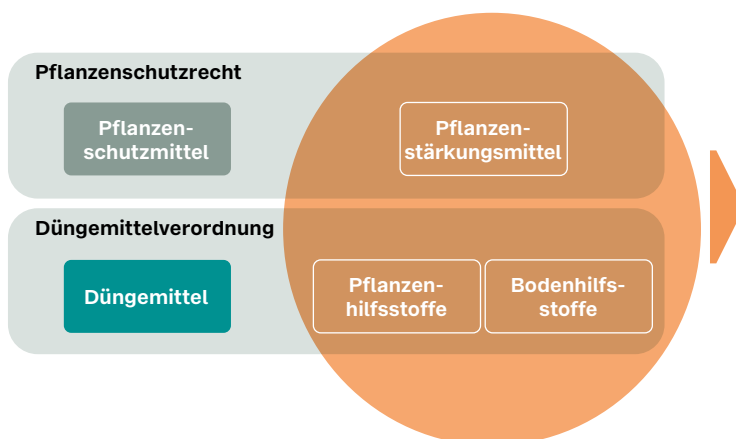 Pflanzenschutzrecht
Pflanzen-
schutzmittel
Pflanzen-
stärkungsmittel
Düngemittelverordnung
Düngemittel
Pflanzen-
hilfsstoffe
Bodenhilfs-
stoffe